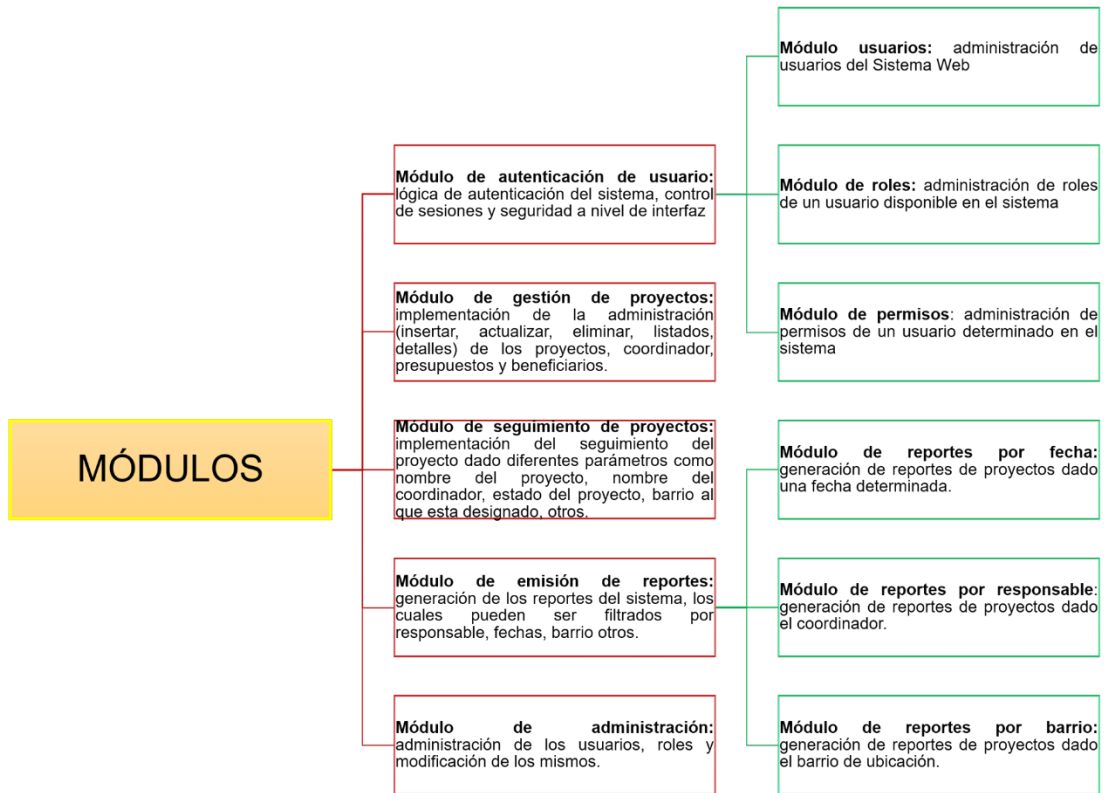 MÓDULOS
Módulo de autenticación de usuario:
lógica de autenticación del sistema, control
de sesiones y seguridad a nivel de interfaz
Módulo de gestión de proyectos:
implementación de la administración
(insertar, actualizar, eliminar, listados,
detalles) de los proyectos, coordinador,
presupuestos y beneficiarios.
Módulo de seguimiento de proyectos:
implementación del seguimiento del
proyecto dado diferentes parámetros como
nombre del proyecto, nombre del
coordinador, estado del proyecto, barrio al
que esta designado, otros.
Módulo de emisión de reportes:
generación de los reportes del sistema, los
cuales pueden ser filtrados por
responsable, fechas, barrio otros.
Módulo de administración:
administración de los usuarios, roles y
modificación de los mismos.
Módulo usuarios: administración de
usuarios del Sistema Web
Módulo de roles: administración de roles
de un usuario disponible en el sistema
Módulo de permisos: administración de
permisos de un usuario determinado en el
sistema
Módulo de reportes por fecha:
generación de reportes de proyectos dado
una fecha determinada.
Módulo de reportes por responsable:
generación de reportes de proyectos dado
el coordinador.
Módulo de reportes por barrio:
generación de reportes de proyectos dado
el barrio de ubicación.